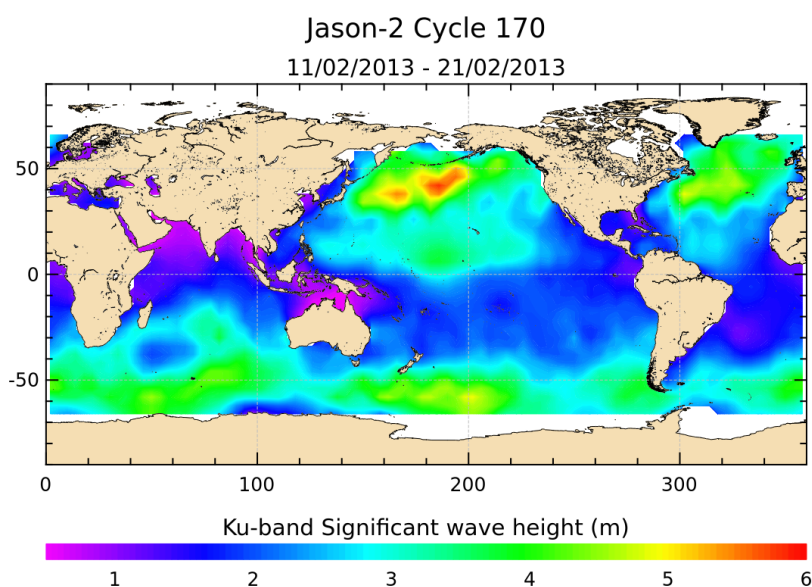 Jason-2 Cycle 170
11/02/2013 - 21/02/2013
50
0
-50
0 100 200 300
Ku-band Significant wave height (m)
1 2 3 4 5 6